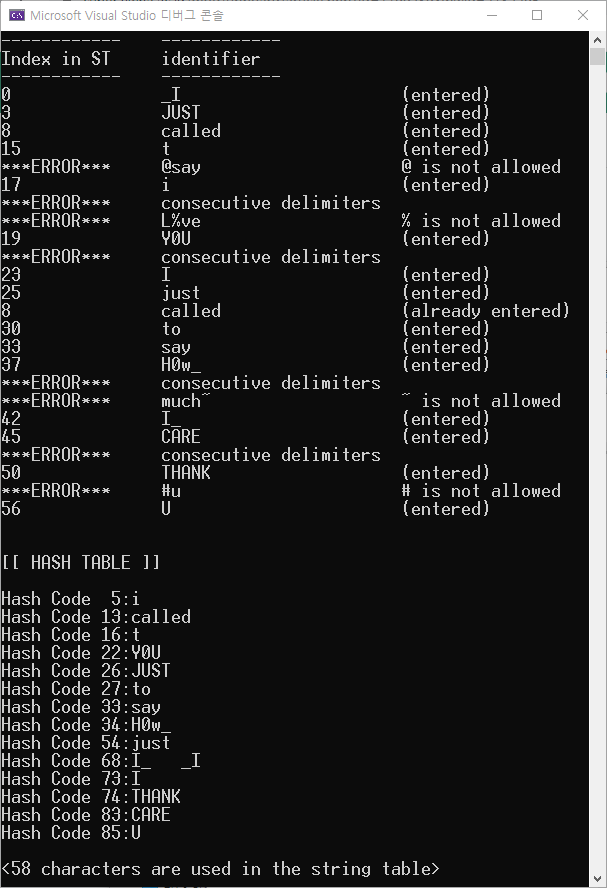 Microsoft Visual Studio 디버그 콘솔
------------ ------------
Index in ST identifier
------------ ------------
0 _I (entered)
3 JUST (entered)
8 called (entered)
15 t (entered)
***ERROR*** @say @ is not allowed
17 i (entered)
***ERROR*** consecutive delimiters
***ERROR*** L%ve % is not allowed
19 Y0U (entered)
***ERROR*** consecutive delimiters
23 I (entered)
25 just (entered)
8 called (already entered)
30 to (entered)
33 say (entered)
37 H0w_ (entered)
***ERROR*** consecutive delimiters
***ERROR*** much~ ~ is not allowed
42 I_ (entered)
45 CARE (entered)
***ERROR*** consecutive delimiters
50 THANK (entered)
***ERROR*** #u # is not allowed
56 U (entered)
[[ HASH TABLE ]]
Hash Code 5:i
Hash Code 13:called
Hash Code 16:t
Hash Code 22:Y0U
Hash Code 26:JUST
Hash Code 27:to
Hash Code 33:say
Hash Code 34:H0w_
Hash Code 54:just
Hash Code 68:I_ _I
Hash Code 73:I
Hash Code 74:THANK
Hash Code 83:CARE
Hash Code 85:U
<58 characters are used in the string table>